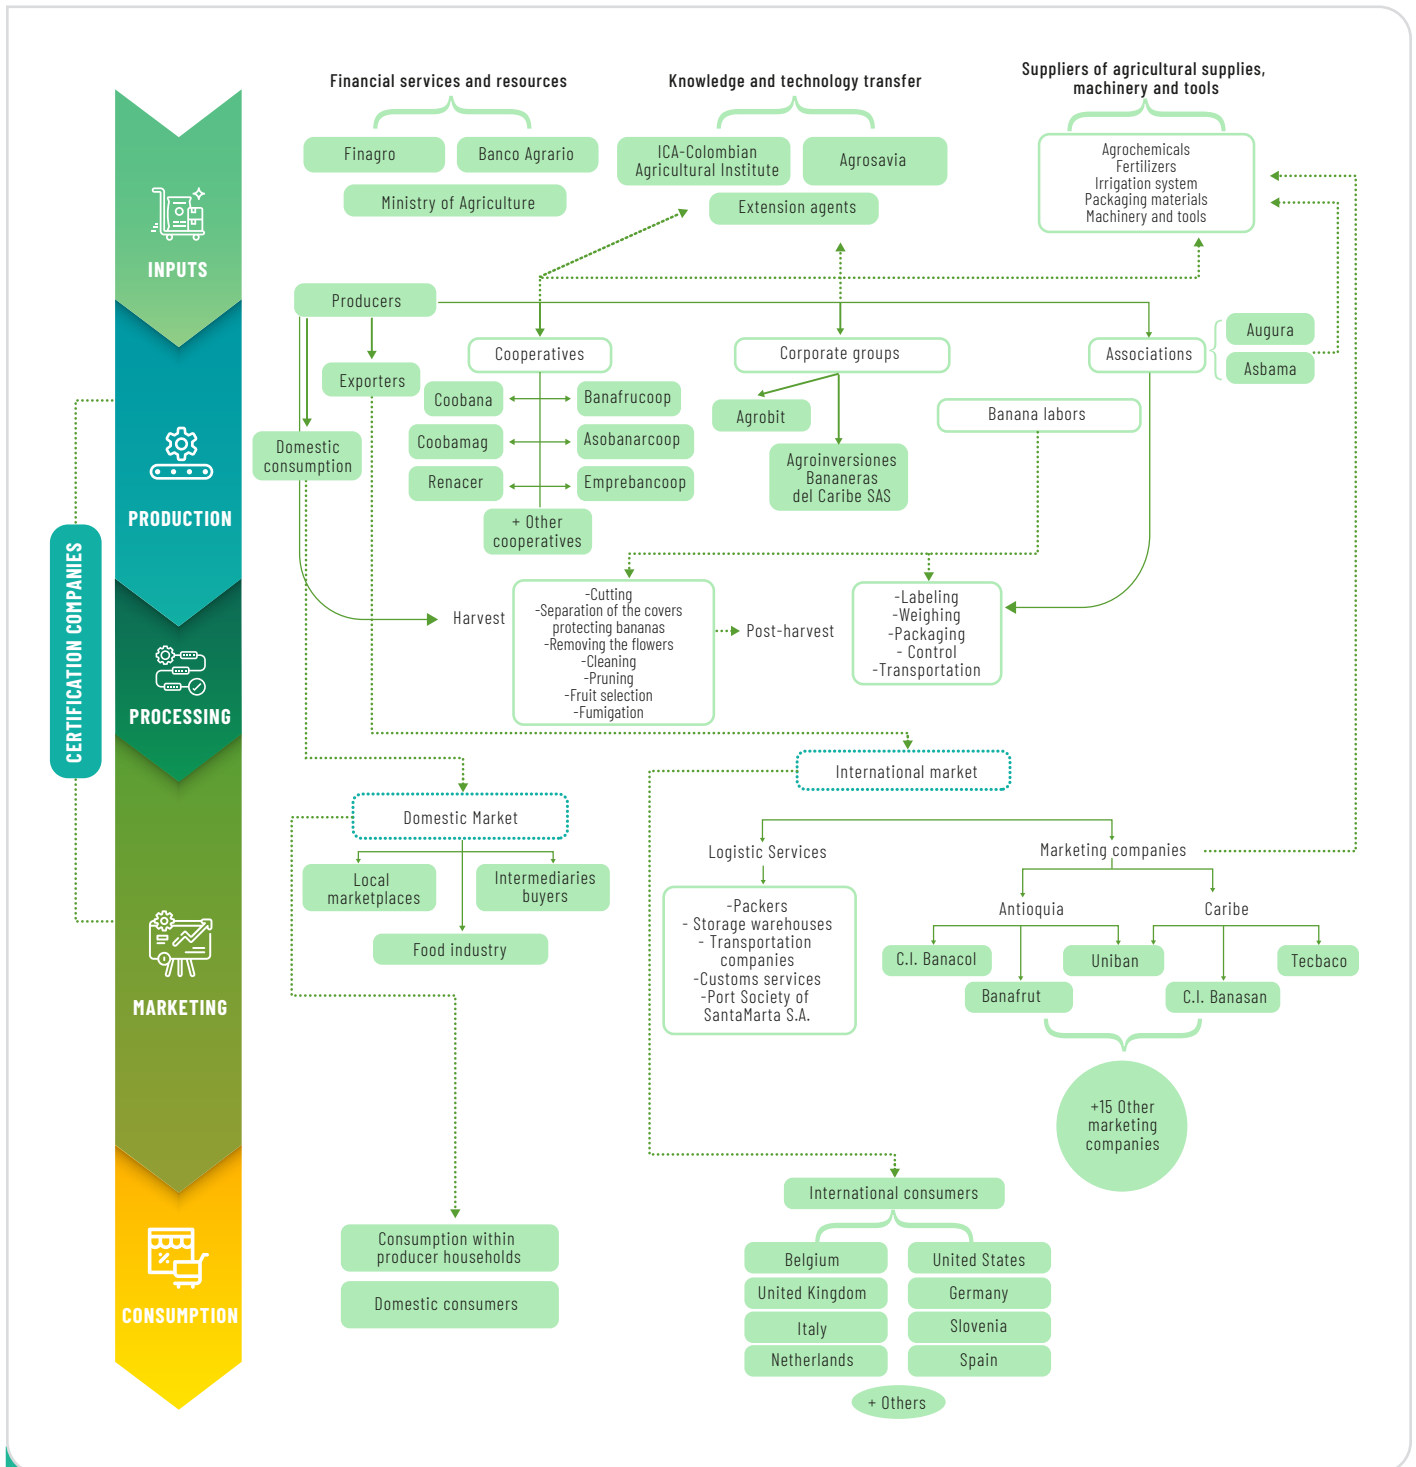 Financial services and resources
Finagro
Banco Agrario
Ministry of Agriculture
Knowledge and technology transfer
ICA-Colombian
Agricultural Institute
Agrosavia
Extension agents
Suppliers of agricultural supplies,
machinery and tools
Agrochemicals
Fertilizers
Irrigation system
Packaging materials
Machinery and tools
INPUTS
Producers
Exporters
Domestic
consumption
Cooperatives
Coobana
Banafrucoop
Coobamag
Asobanarcoop
Renacer
Emprebancoop
+ Other
cooperatives
Corporate groups
Agrobit
Agroinversiones
Bananeras
del Caribe SAS
Associations
Augura
Asbama
Banana labors
PRODUCTION
CERTIFICATION COMPANIES
Harvest
-Cutting
-Separation of the covers
protecting bananas
-Removing the flowers
-Cleaning
-Pruning
-Fruit selection
-Fumigation
Post-harvest
-Labeling
-Weighing
-Packaging
- Control
-Transportation
PROCESSING
International market
Domestic Market
Local
marketplaces
Intermediaries
buyers
Food industry
Logistic Services
-Packers
- Storage warehouses
- Transportation
companies
-Customs services
-Port Society of
SantaMarta S.A.
Marketing companies
Antioquia
Caribe
C.I. Banacol
Uniban
Tecbaco
Banafrut
C.I. Banasan
+15 Other
marketing
companies
MARKETING
International consumers
Consumption within
producer households
Domestic consumers
Belgium
United States
United Kingdom
Germany
Italy
Slovenia
Netherlands
Spain
+ Others
CONSUMPTION